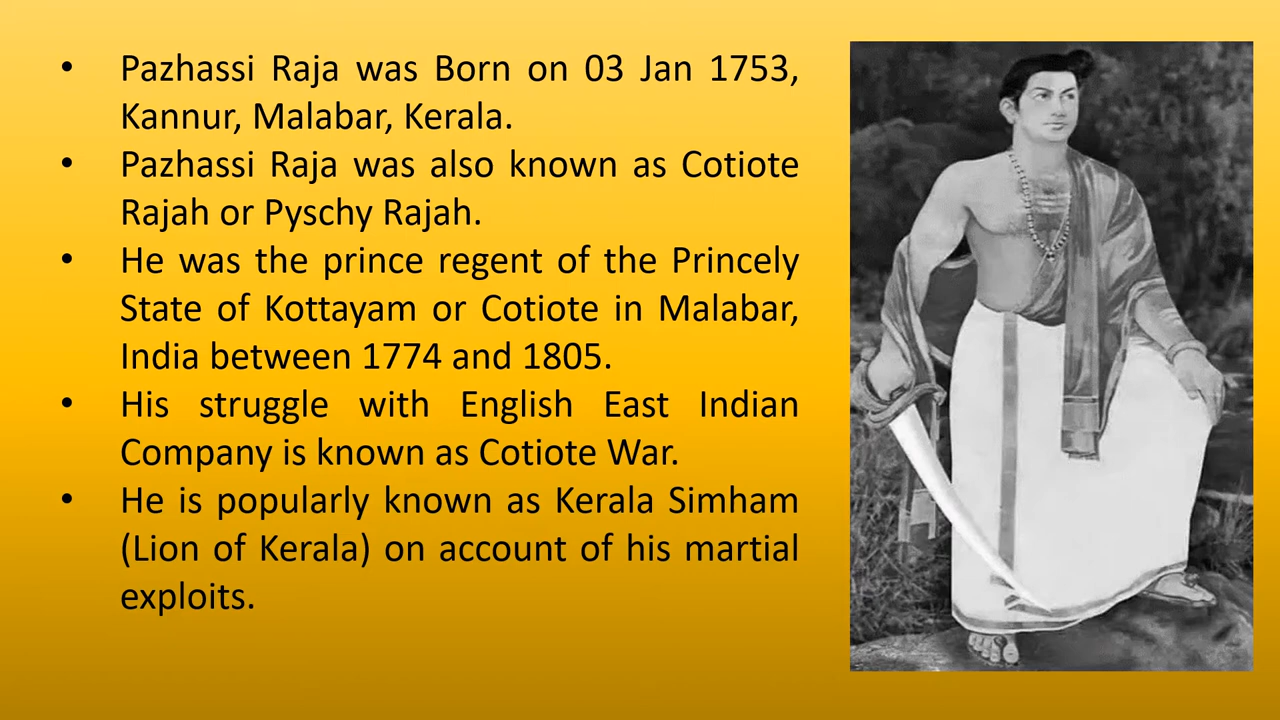 • Pazhassi Raja was Born on 03 Jan 1753,
Kannur, Malabar, Kerala.
• Pazhassi Raja was also known as Cotiote
Rajah or Pyschy Rajah.
• He was the prince regent of the Princely
State of Kottayam or Cotiote in Malabar,
India between 1774 and 1805.
• His struggle with English East Indian
Company is known as Cotiote War.
• He is popularly known as Kerala Simham
(Lion of Kerala) on account of his martial
exploits.